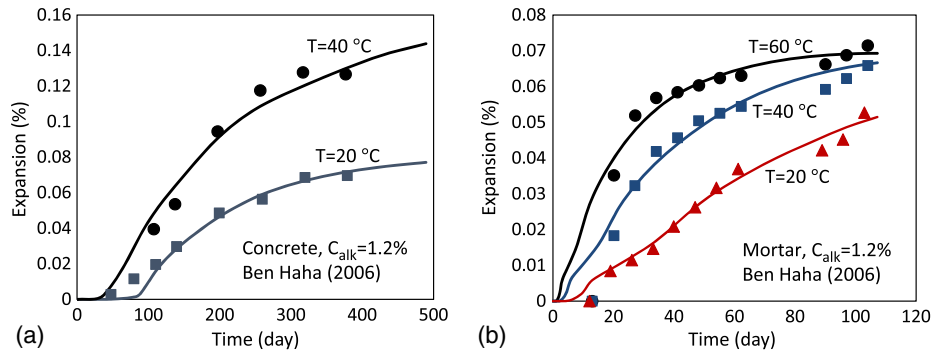 0.16
0.14
0.12
0.1
0.08
0.06
0.04
0.02
0
Expansion (%)
T=40 °C
T=20 °C
Concrete, Calk=1.2%
Ben Haha (2006)
0 100 200 300 400 500
Time (day)
(a)
0.08
0.07
0.06
0.05
0.04
0.03
0.02
0.01
0.00
Expansion (%)
T=60 °C
T=40 °C
T=20 °C
Mortar, Calk=1.2%
Ben Haha (2006)
0 20 40 60 80 100 120
Time (day)
(b)